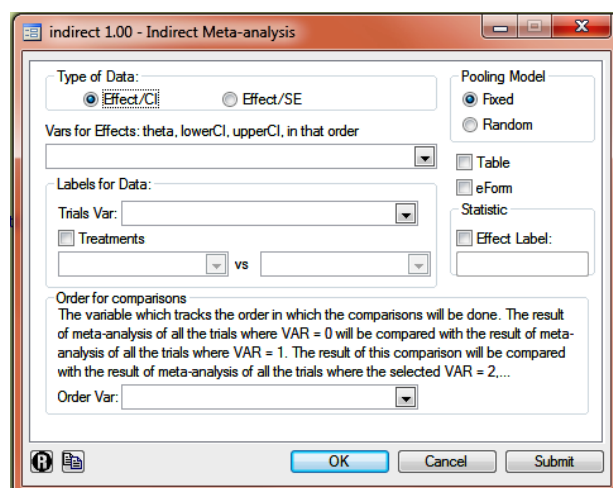 indirect 1.00 - Indirect Meta-analysis
Type of Data:
Effect/CI
Effect/SE
Pooling Model
Fixed
Random
Vars for Effects: theta, lowerCI, upperCI, in that order
Table
eForm
Labels for Data:
Trials Var:
Treatments
vs
Statistic
Effect Label:
Order for comparisons
The variable which tracks the order in which the comparisons will be done. The result
of meta-analysis of all the trials where VAR = 0 will be compared with the result of meta-
analysis of all the trials where VAR = 1. The result of this comparison will be compared
with the result of meta-analysis of all the trials where the selected VAR = 2,...
Order Var:
R
OK
Cancel
Submit